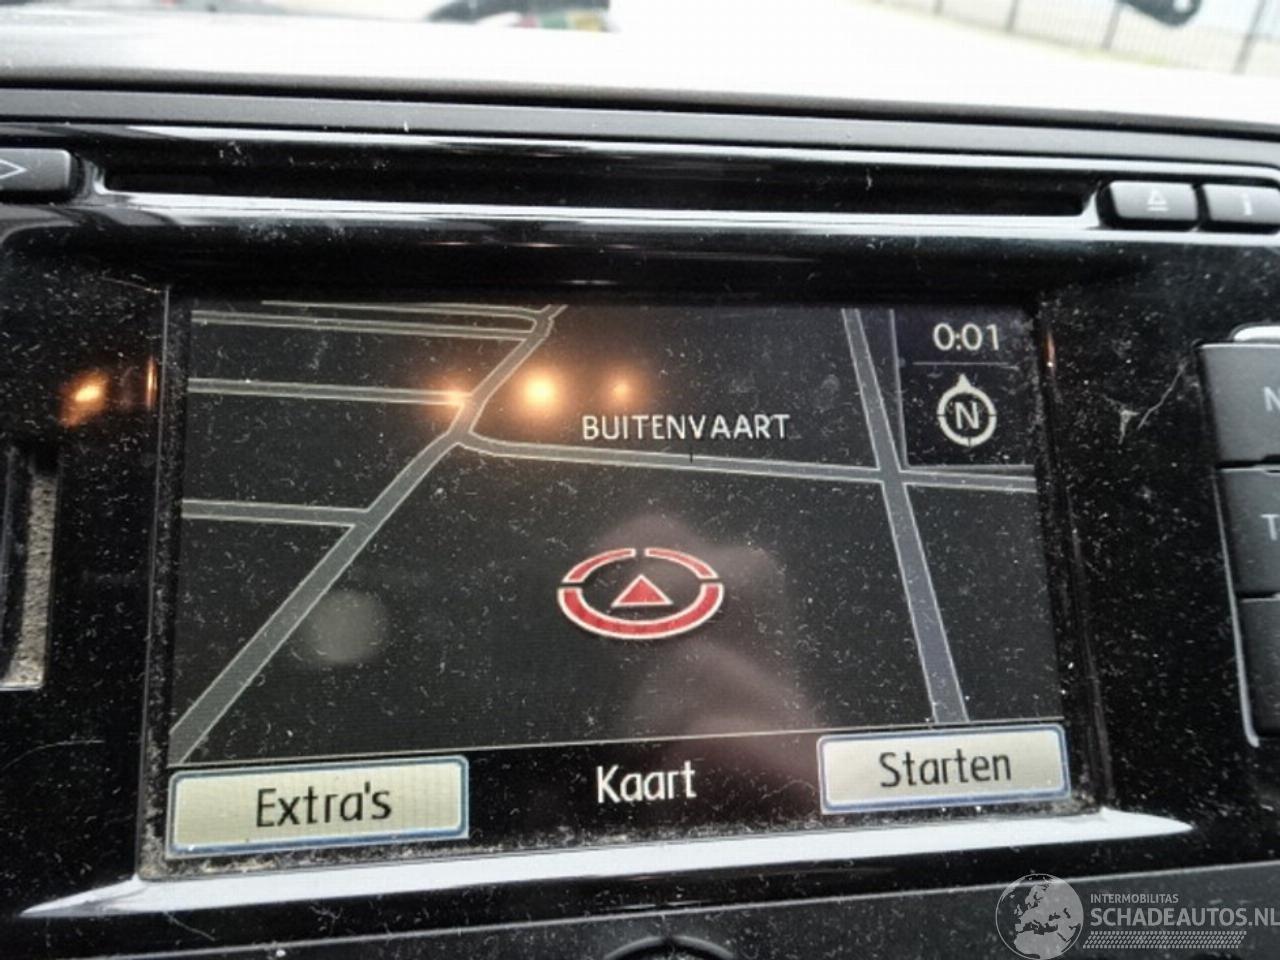 0:01
N
BUITENVAART
Extra's
Kaart
Starten
N
T
INTERMOBILITAS
SCHADEAUTOS.NL